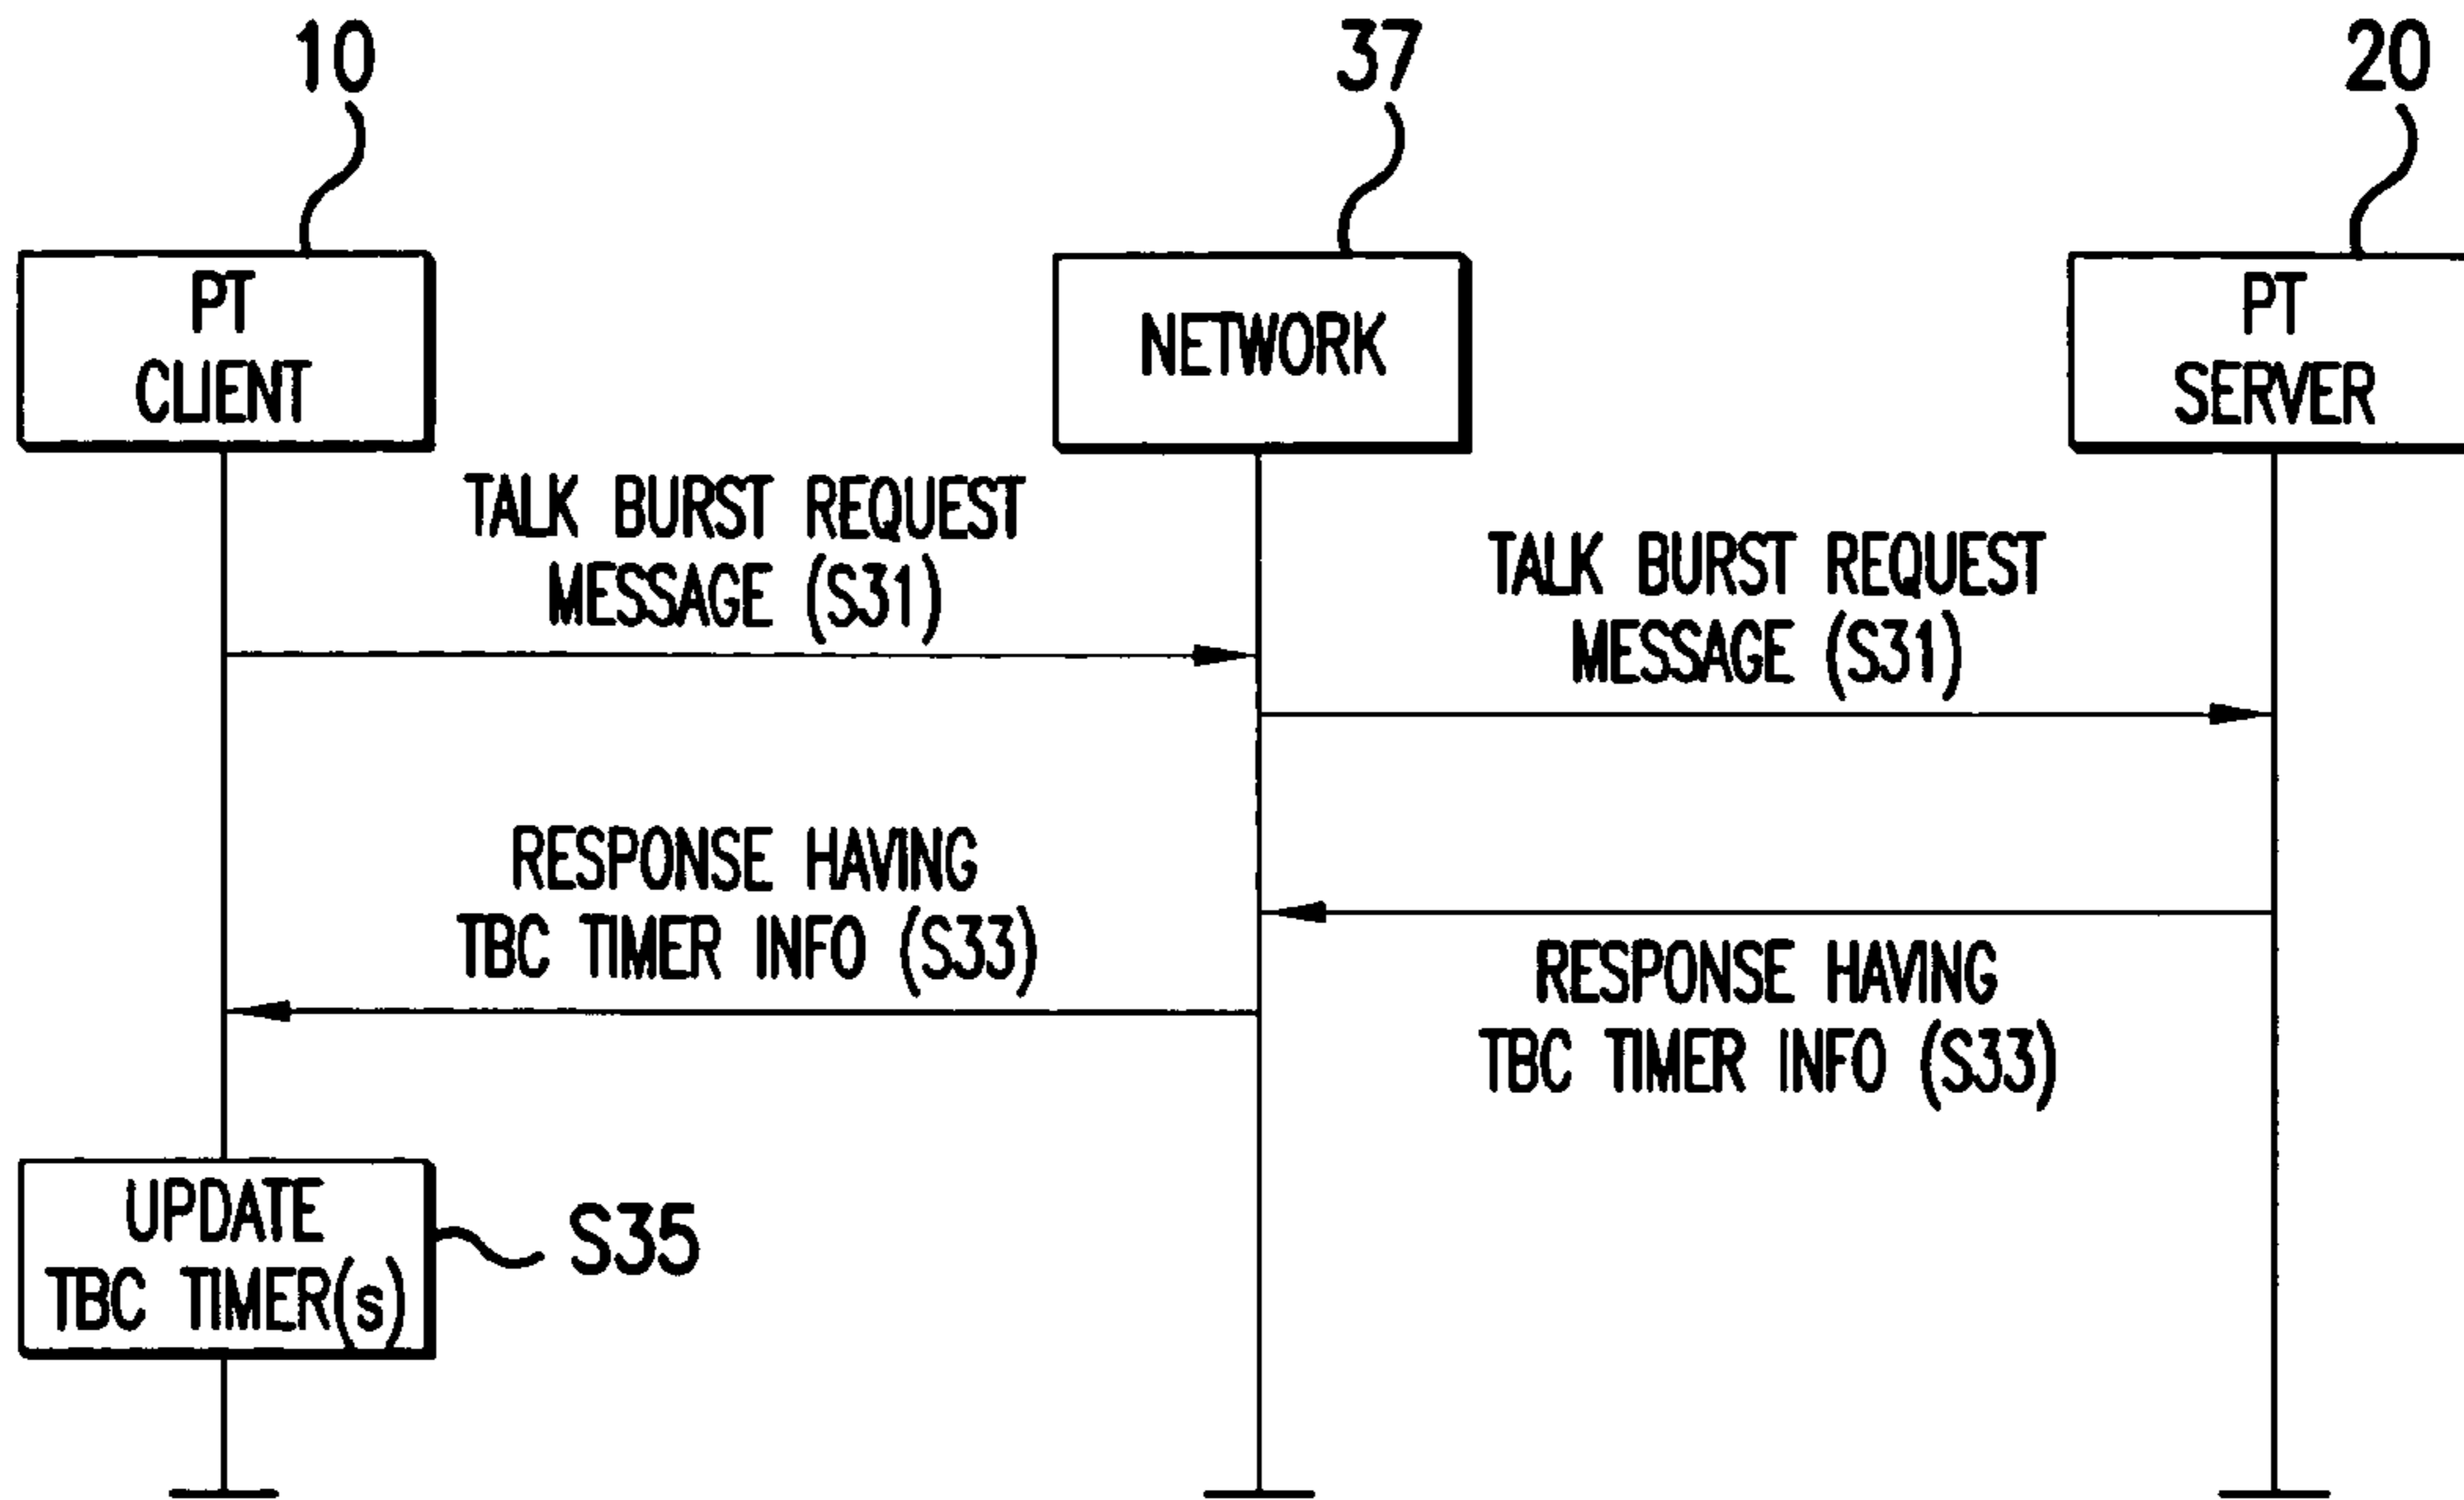 10
37
20
PT
CLIENT
NETWORK
PT
SERVER
TALK BURST REQUEST
MESSAGE (S31)
TALK BURST REQUEST
MESSAGE (S31)
RESPONSE HAVING
TBC TIMER INFO (S33)
RESPONSE HAVING
TBC TIMER INFO (S33)
UPDATE
TBC TIMER(s)
S35